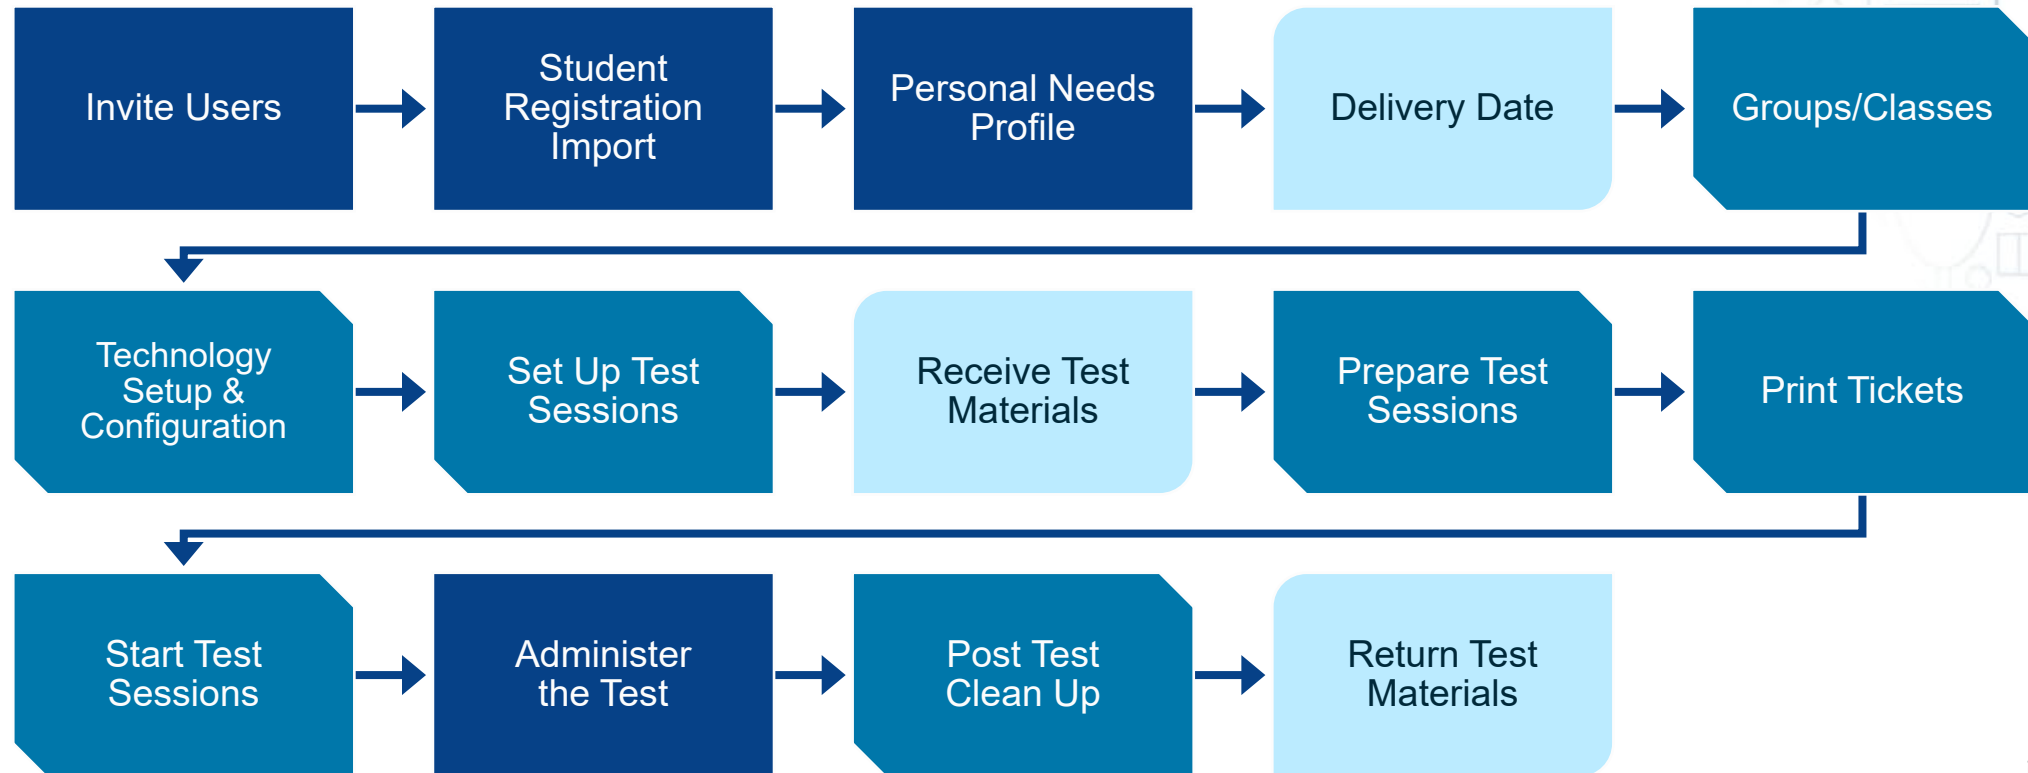 Invite Users
Student
Registration
Import
Personal Needs
Profile
Delivery Date
Groups/Classes
Technology
Setup &
Configuration
Set Up Test
Sessions
Receive Test
Materials
Prepare Test
Sessions
Print Tickets
Start Test
Sessions
Administer
the Test
Post Test
Clean Up
Return Test
Materials